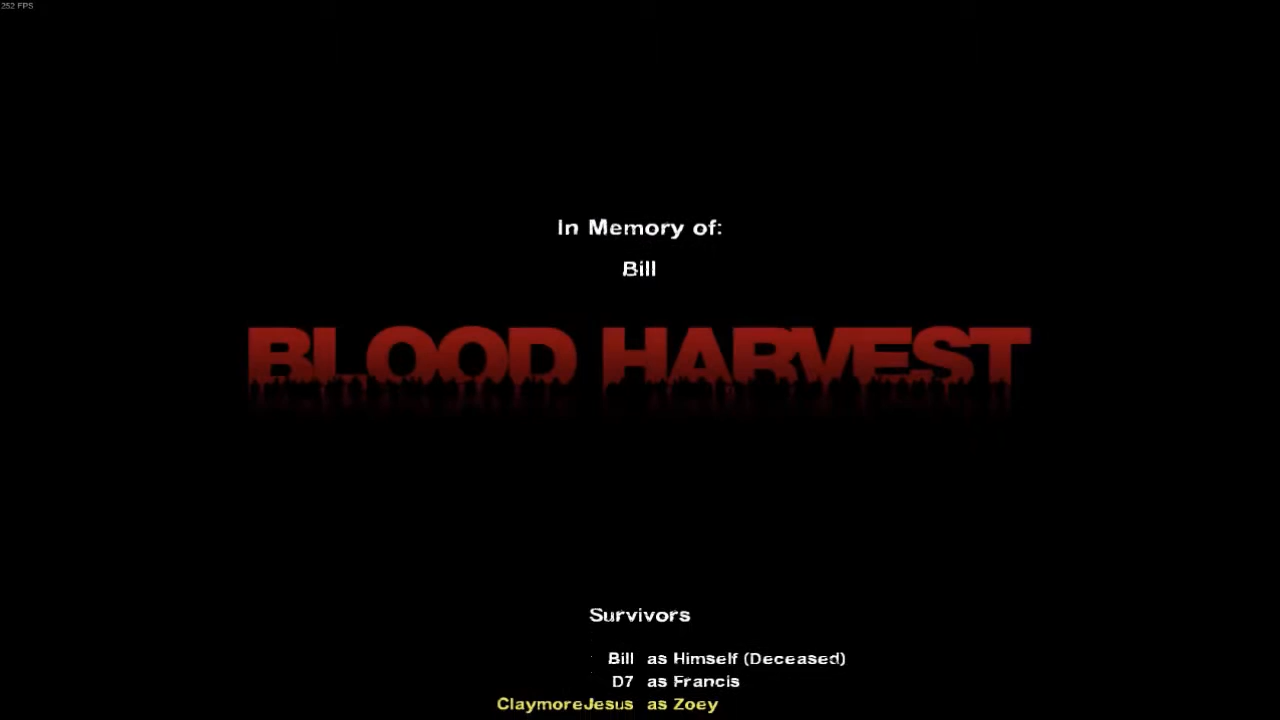 252 FPS
In Memory of:
Bill
BLOOD HARVEST
Survivors
Bill as Himself (Deceased)
D7 as Francis
ClaymoreJesus as Zoey